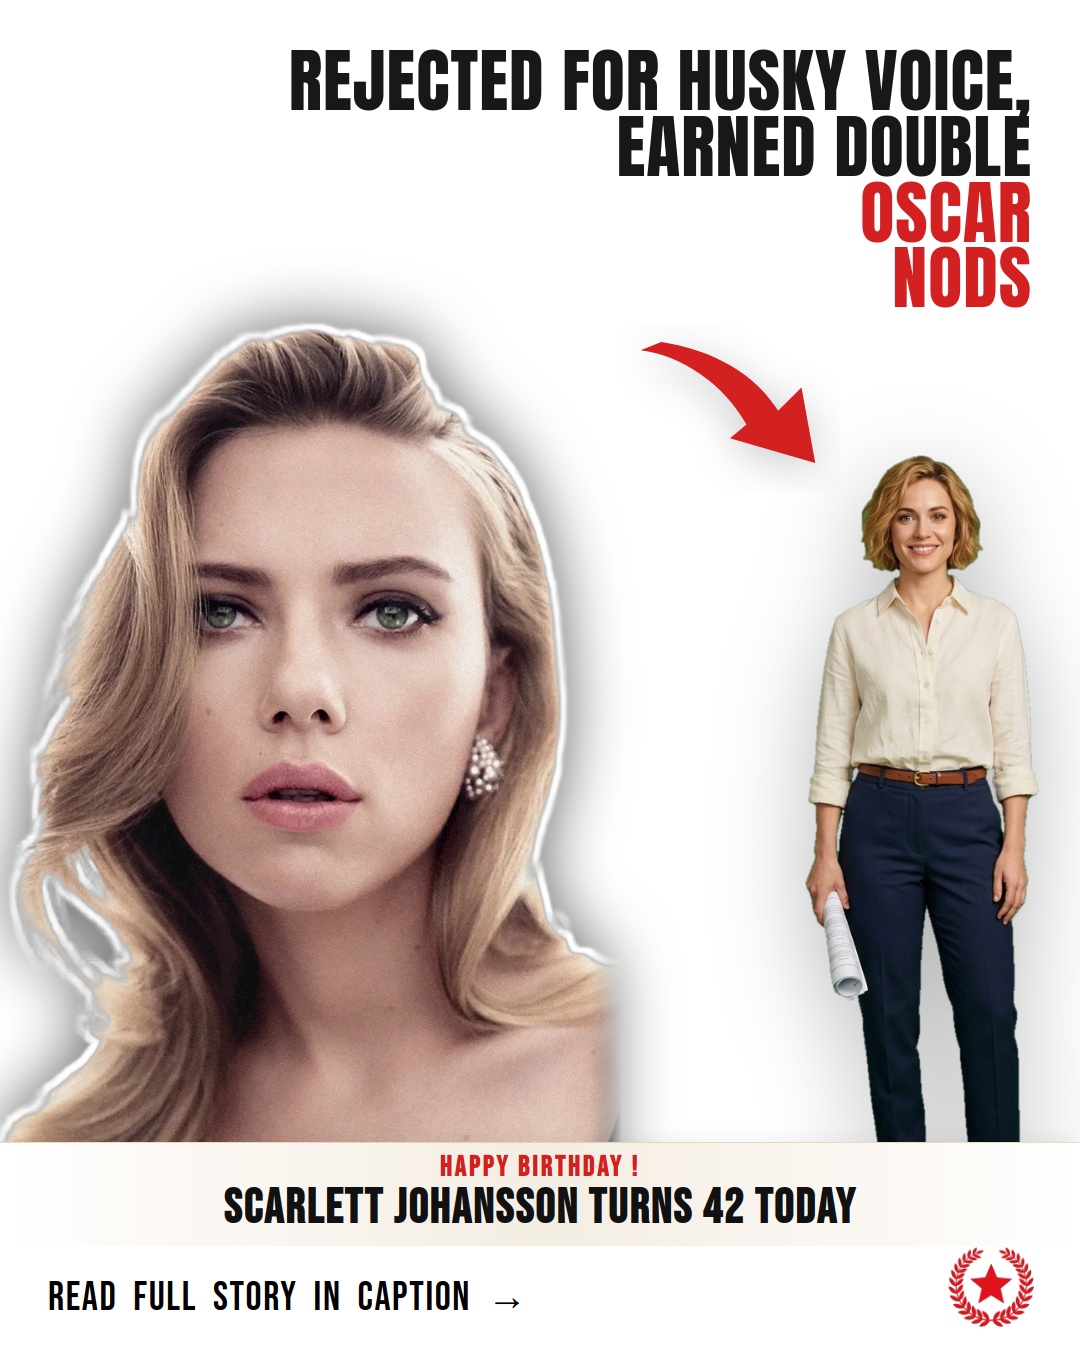 REJECTED FOR HUSKY VOICE,
EARNED DOUBLE
OSCAR
NODS
HAPPY BIRTHDAY !
SCARLETT JOHANSSON TURNS 42 TODAY
READ FULL STORY IN CAPTION →